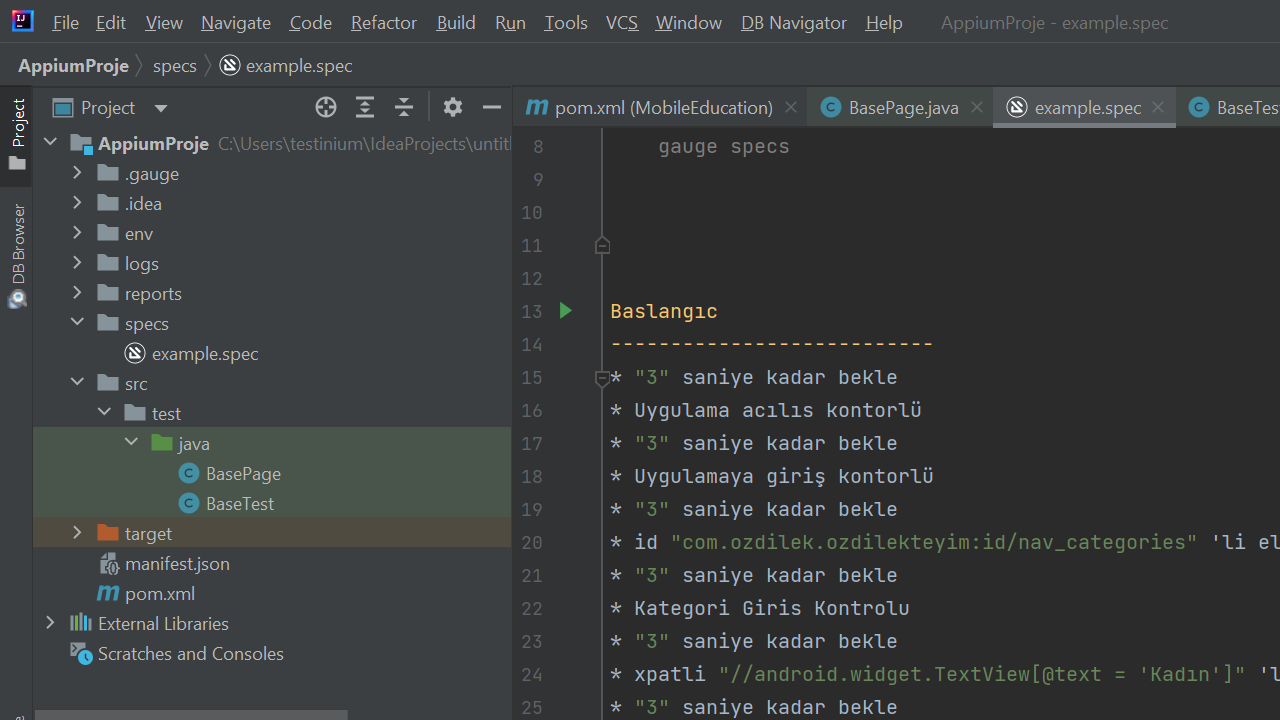 File Edit View Navigate Code Refactor Build Run Tools VCS Window DB Navigator Help AppiumProje - example.spec
AppiumProje specs example.spec
Project
DB Browser
Project
AppiumProje C:\Users\testinium\IdeaProjects\untitl
.gauge
.idea
env
logs
reports
specs
example.spec
src
test
java
BasePage
BaseTest
target
manifest.json
pom.xml
External Libraries
Scratches and Consoles
pom.xml (MobileEducation) BasePage.java example.spec BaseTes
8 gauge specs
9
10
11
12
13 Baslangıc
14 ---------------------------
15 * "3" saniye kadar bekle
16 * Uygulama acılıs kontorlü
17 * "3" saniye kadar bekle
18 * Uygulamaya giriş kontorlü
19 * "3" saniye kadar bekle
20 * id "com.ozdilek.ozdilekteyim:id/nav_categories" 'li el
21 * "3" saniye kadar bekle
22 * Kategori Giris Kontrolu
23 * "3" saniye kadar bekle
24 * xpatli "//android.widget.TextView[@text = 'Kadın']" 'l
25 * "3" saniye kadar bekle